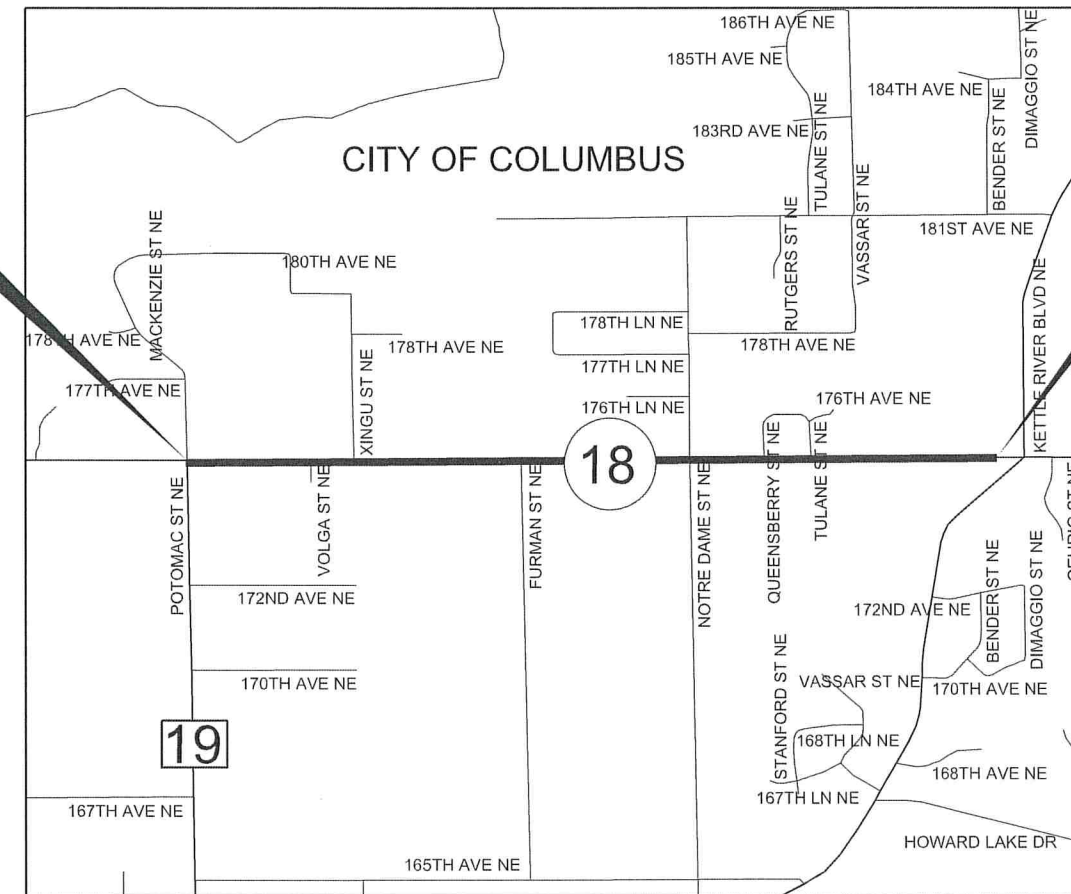 186TH AVE NE
185TH AVE NE
184TH AVE NE
DIMAGGIO ST NE
183RD AVE NE
TULANE ST NE
BENDER ST NE
CITY OF COLUMBUS
VASSAR ST NE
RUTGERS ST NE
181ST AVE NE
MACKENZIE ST NE
180TH AVE NE
KETTLE RIVER BLVD NE
178TH AVE NE
178TH AVE NE
178TH LN NE
178TH AVE NE
177TH AVE NE
177TH LN NE
XINGU ST NE
176TH LN NE
176TH AVE NE
QUEENSBERRY ST NE
TULANE ST NE
18
POTOMAC ST NE
VOLGA ST NE
FURMAN ST NE
NOTRE DAME ST NE
172ND AVE NE
172ND AVE NE
BENDER ST NE
DIMAGGIO ST NE
170TH AVE NE
STANFORD ST NE
VASSAR ST NE
170TH AVE NE
19
168TH LN NE
168TH AVE NE
167TH AVE NE
167TH LN NE
HOWARD LAKE DR
165TH AVE NE